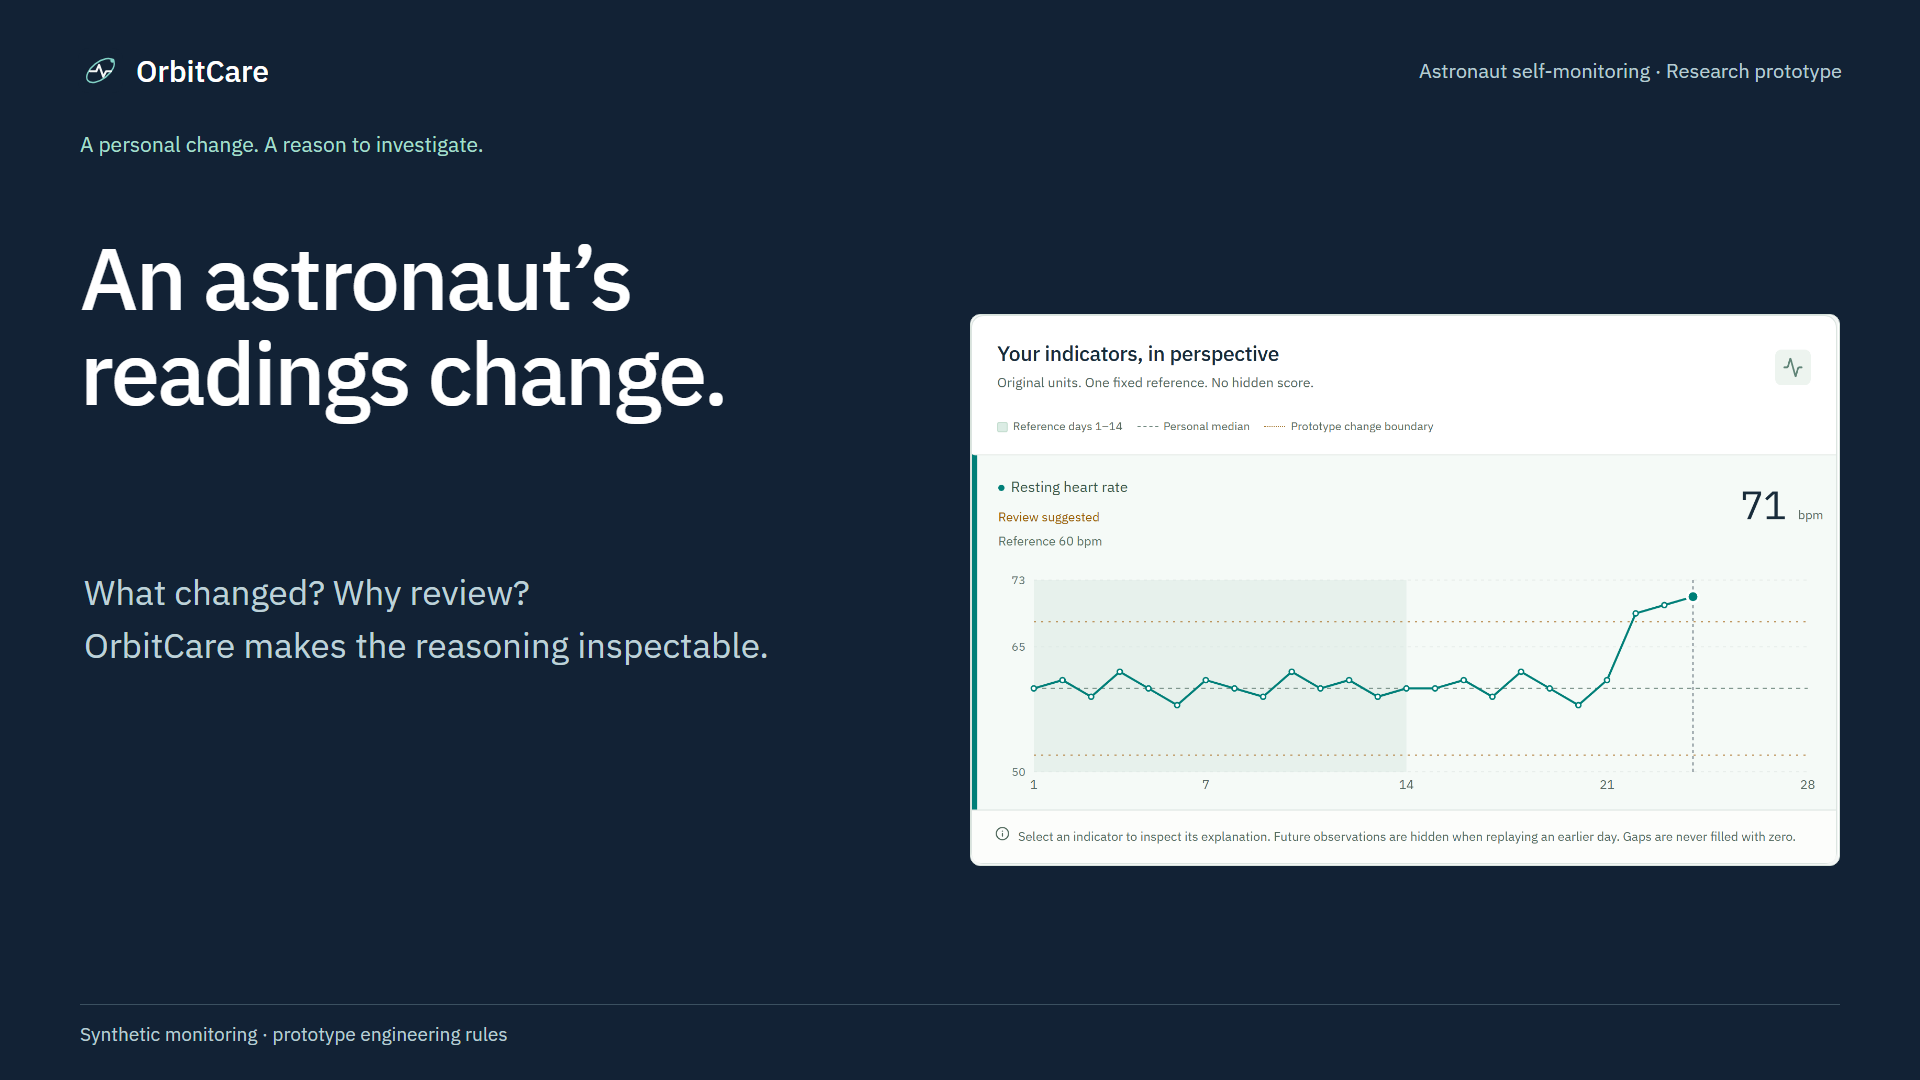 OrbitCare
Astronaut self-monitoring · Research prototype
A personal change. A reason to investigate.
An astronaut’s
readings change.
What changed? Why review?
OrbitCare makes the reasoning inspectable.
Your indicators, in perspective
Original units. One fixed reference. No hidden score.
Reference days 1–14
Personal median
Prototype change boundary
Resting heart rate
71 bpm
Review suggested
Reference 60 bpm
73
65
50
1
7
14
21
28
Select an indicator to inspect its explanation. Future observations are hidden when replaying an earlier day. Gaps are never filled with zero.
Synthetic monitoring · prototype engineering rules